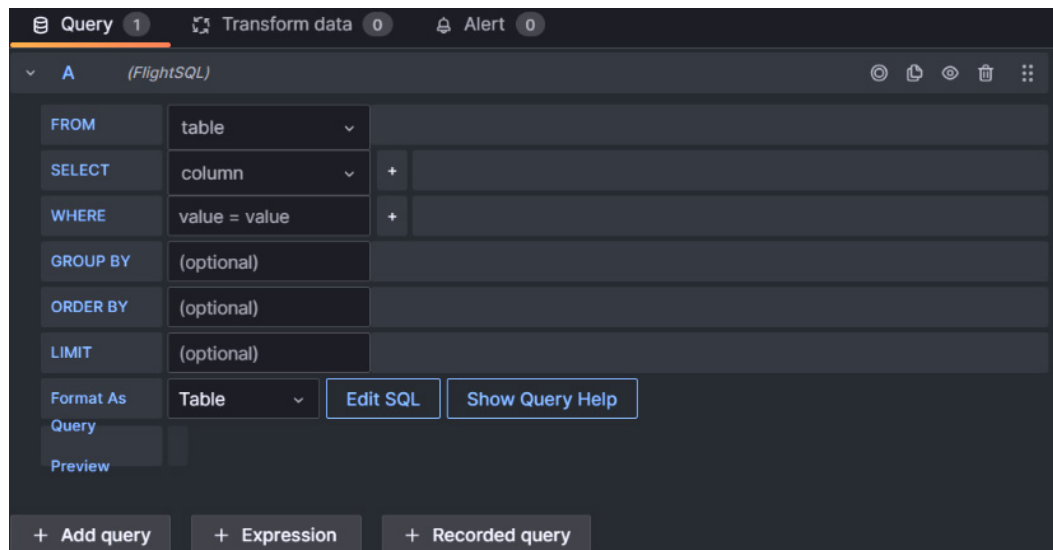 Query 1 Transform data 0 Alert 0
A (FlightSQL)
FROM table
SELECT column +
WHERE value = value +
GROUP BY (optional)
ORDER BY (optional)
LIMIT (optional)
Format As Table Edit SQL Show Query Help
Query
Preview
+ Add query + Expression + Recorded query